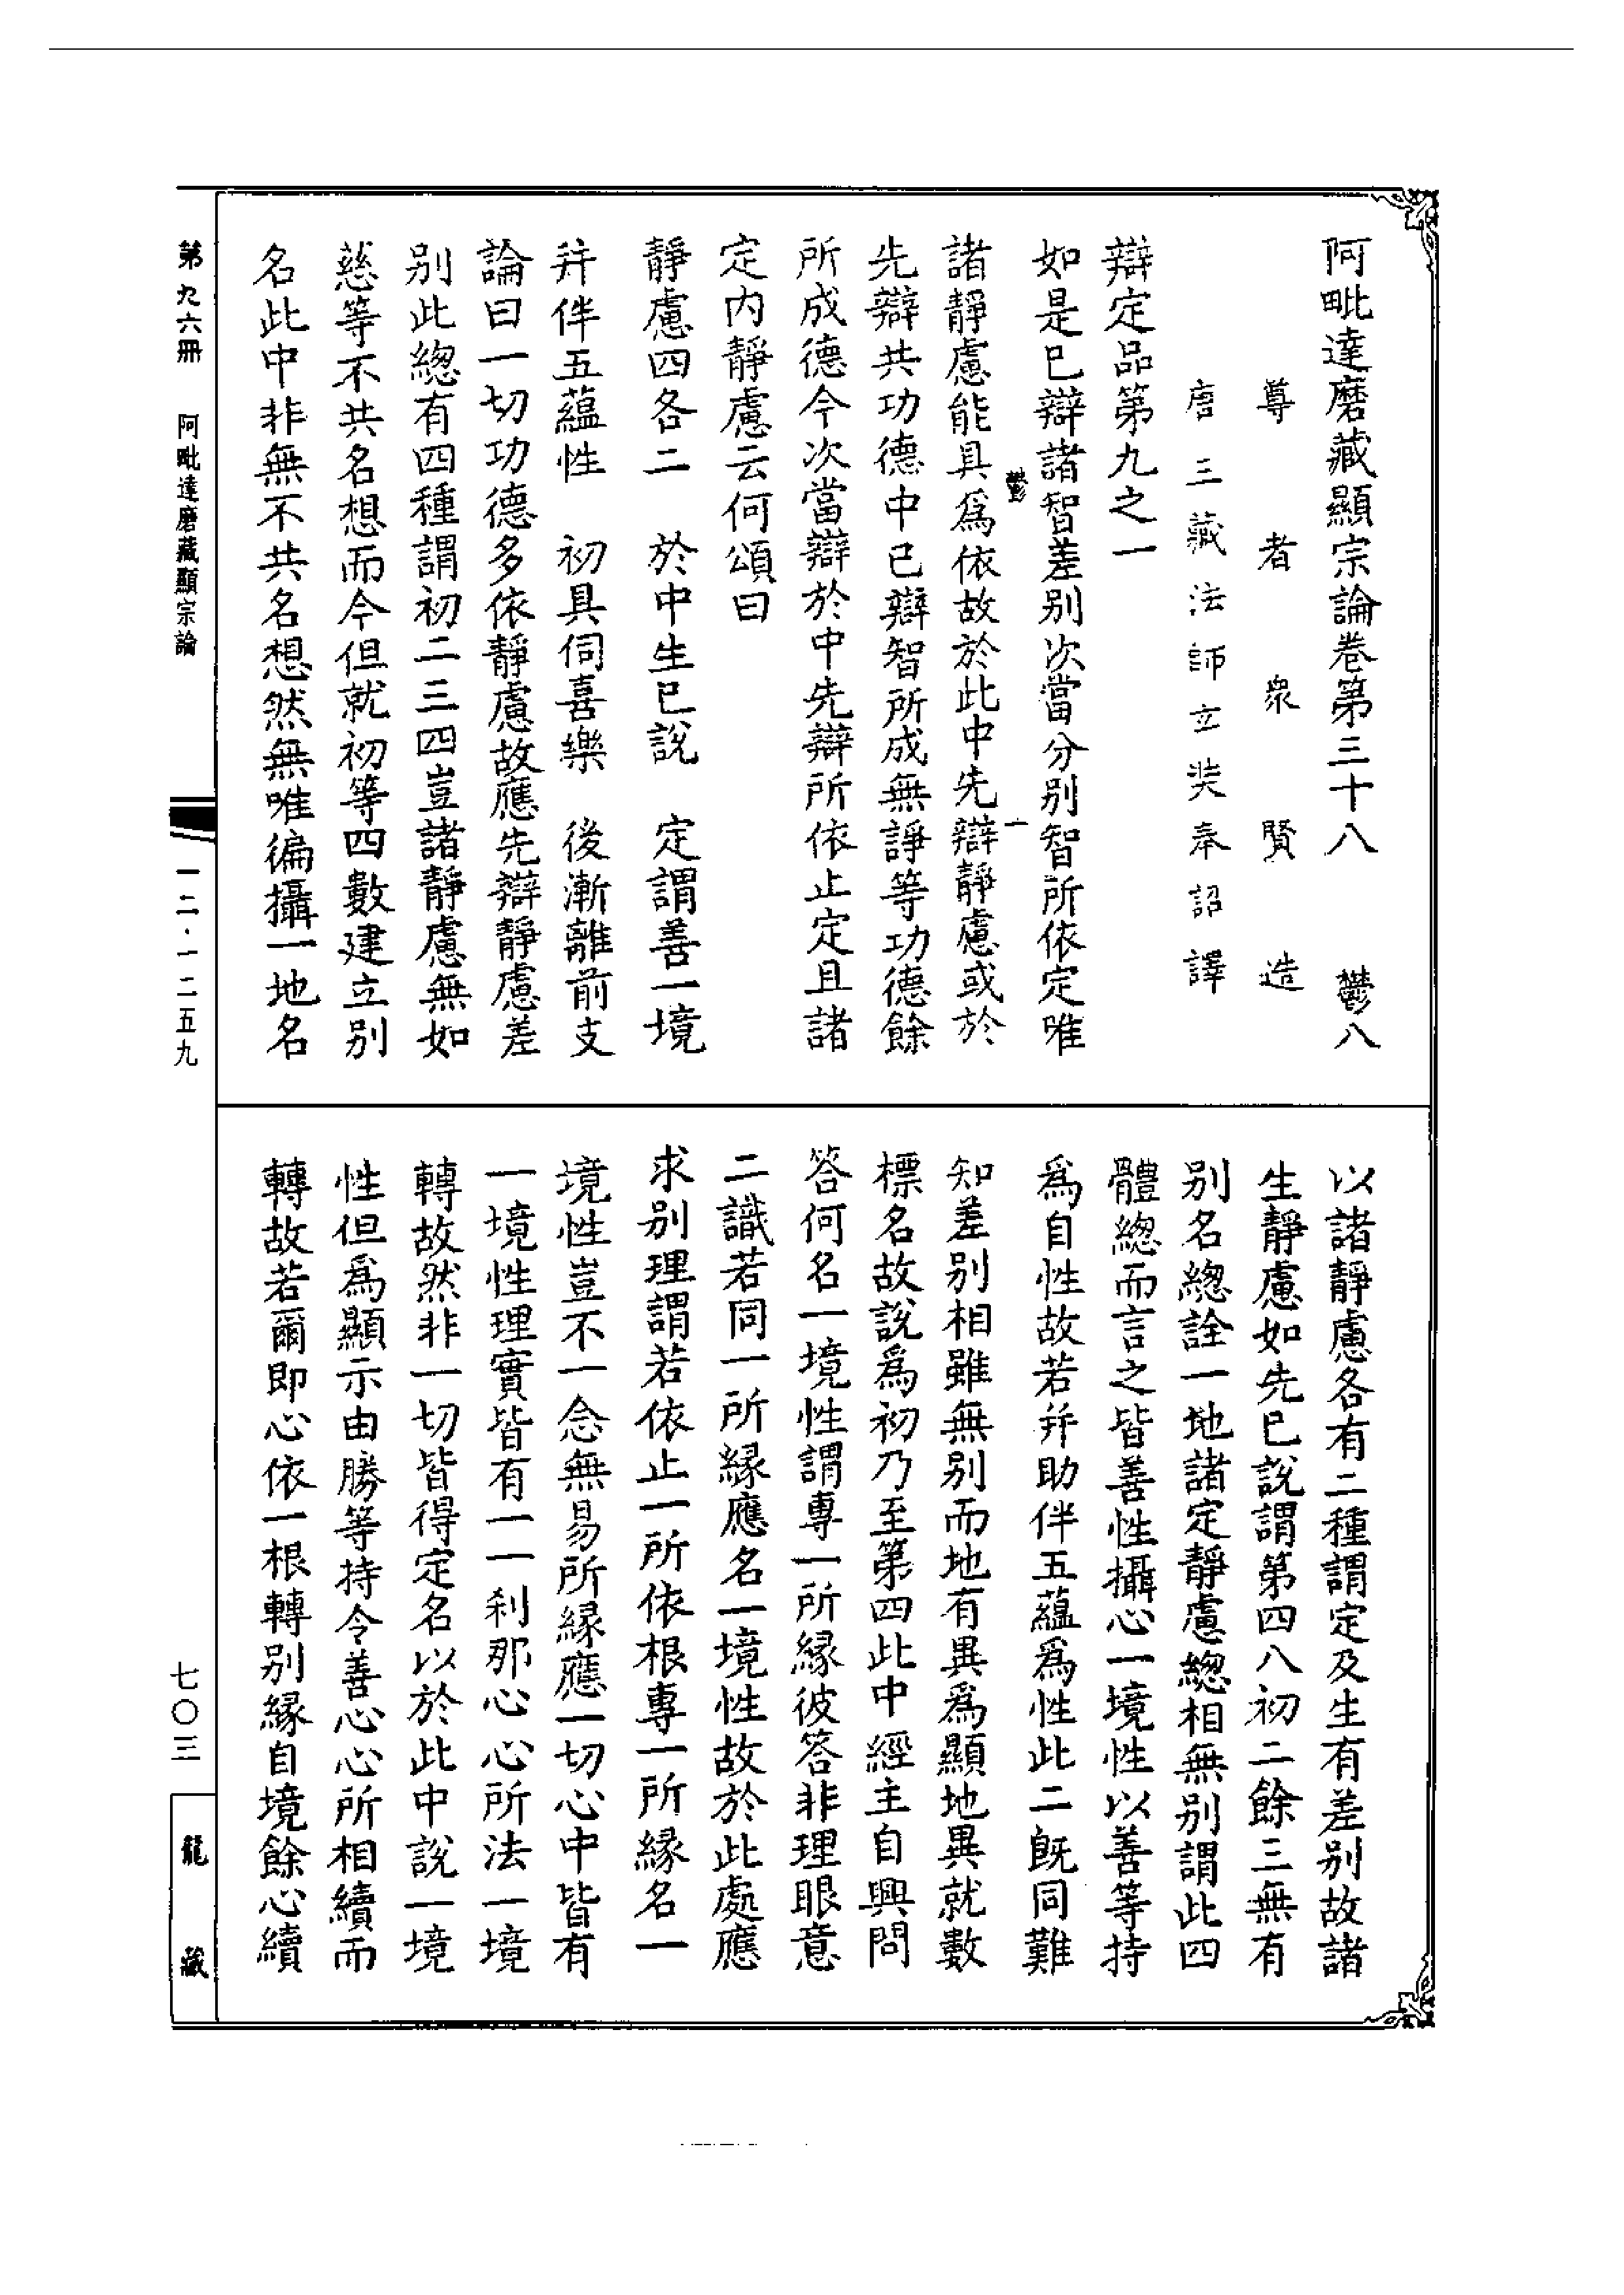 阿毗達磨藏顯宗論卷第三十八 鬱八
尊者衆賢造
唐三藏法師玄奘奉詔譯
辯定品第九之一
如是已辯諸智差别次當分别智所依定唯
鬱 一
諸靜慮能具爲依故於此中先辯靜慮或於
先辯共功德中已辯智所成無諍等功德餘
所成德今次當辯於中先辯所依止定且諸
定内靜慮云何頌曰
靜慮四各二 於中生已說 定謂善一境
并伴五蘊性 初具伺喜樂 後漸離前支
論曰一切功德多依靜慮故應先辯靜慮差
别此總有四種謂初二三四豈諸靜慮無如
慈等不共名想而今但就初等四數建立别
名此中非無不共名想然無唯徧攝一地名
以諸靜慮各有二種謂定及生有差别故諸
生靜慮如先已說謂第四八初二餘三無有
别名總詮一地諸定靜慮總相無别謂此四
體總而言之皆善性攝心一境性以善等持
爲自性故若并助伴五蘊爲性此二旣同難
知差别相雖無别而地有異爲顯地異就數
標名故說爲初乃至第四此中經主自興問
答何名一境性謂專一所緣彼答非理眼意
二識若同一所緣應名一境性故於此處應
求别理謂若依止一所依根專一所緣名一
境性豈不一念無易所緣應一切心中皆有
一境性理實皆有一一刹那心心所法一境
轉故然非一切皆得定名以於此中說一境
性但爲顯示由勝等持令善心心所相續而
轉故若爾即心依一根轉别緣自境餘心續
第九六冊 阿毗達磨藏顯宗論
一二·一二五九
七〇三
龍藏